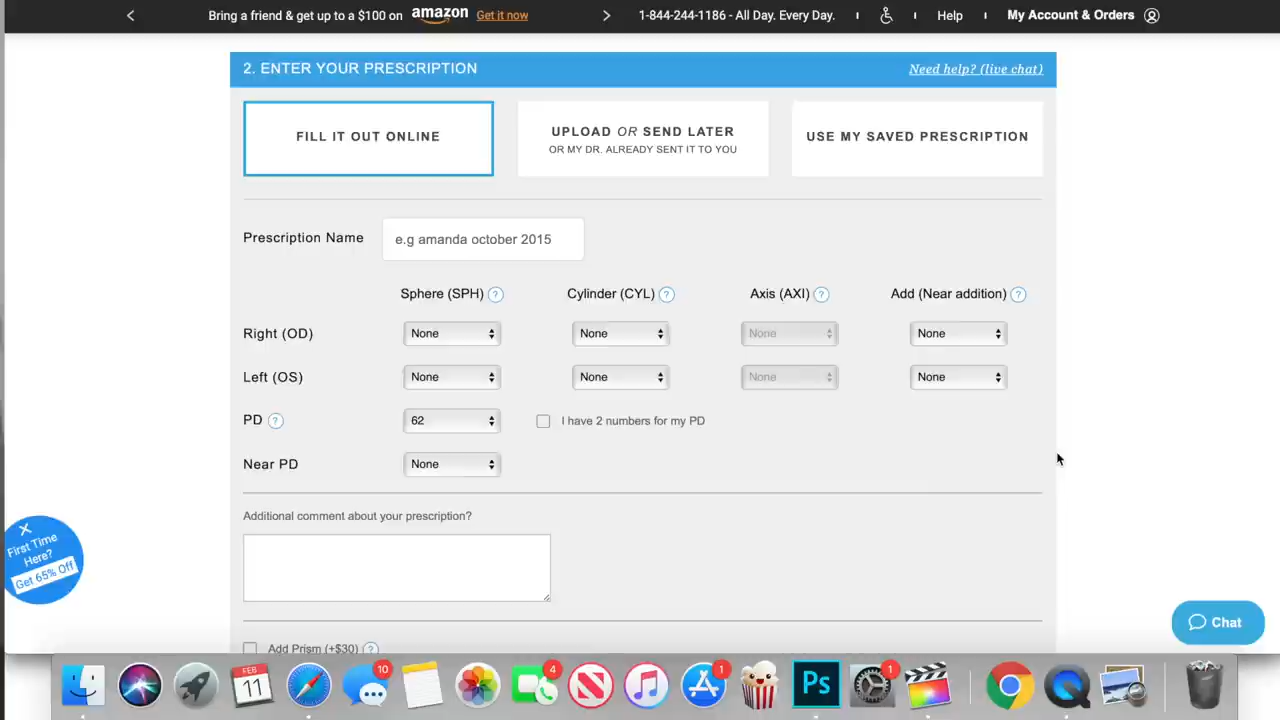 Bring a friend & get up to a $100 on amazon Get it now
1-844-244-1186 - All Day. Every Day.
Help
My Account & Orders
2. ENTER YOUR PRESCRIPTION
Need help? (live chat)
FILL IT OUT ONLINE
UPLOAD OR SEND LATER
OR MY DR. ALREADY SENT IT TO YOU
USE MY SAVED PRESCRIPTION
Prescription Name
e.g amanda october 2015
Sphere (SPH) ?
Cylinder (CYL) ?
Axis (AXI) ?
Add (Near addition) ?
Right (OD) None None None None
Left (OS) None None None None
PD ? 62 I have 2 numbers for my PD
Near PD None
Additional comment about your prescription?
First Time
Here?
Get 65% Off
Chat
Add Prism (+$30) ?
FEB
11
10
4
1
Ps
1